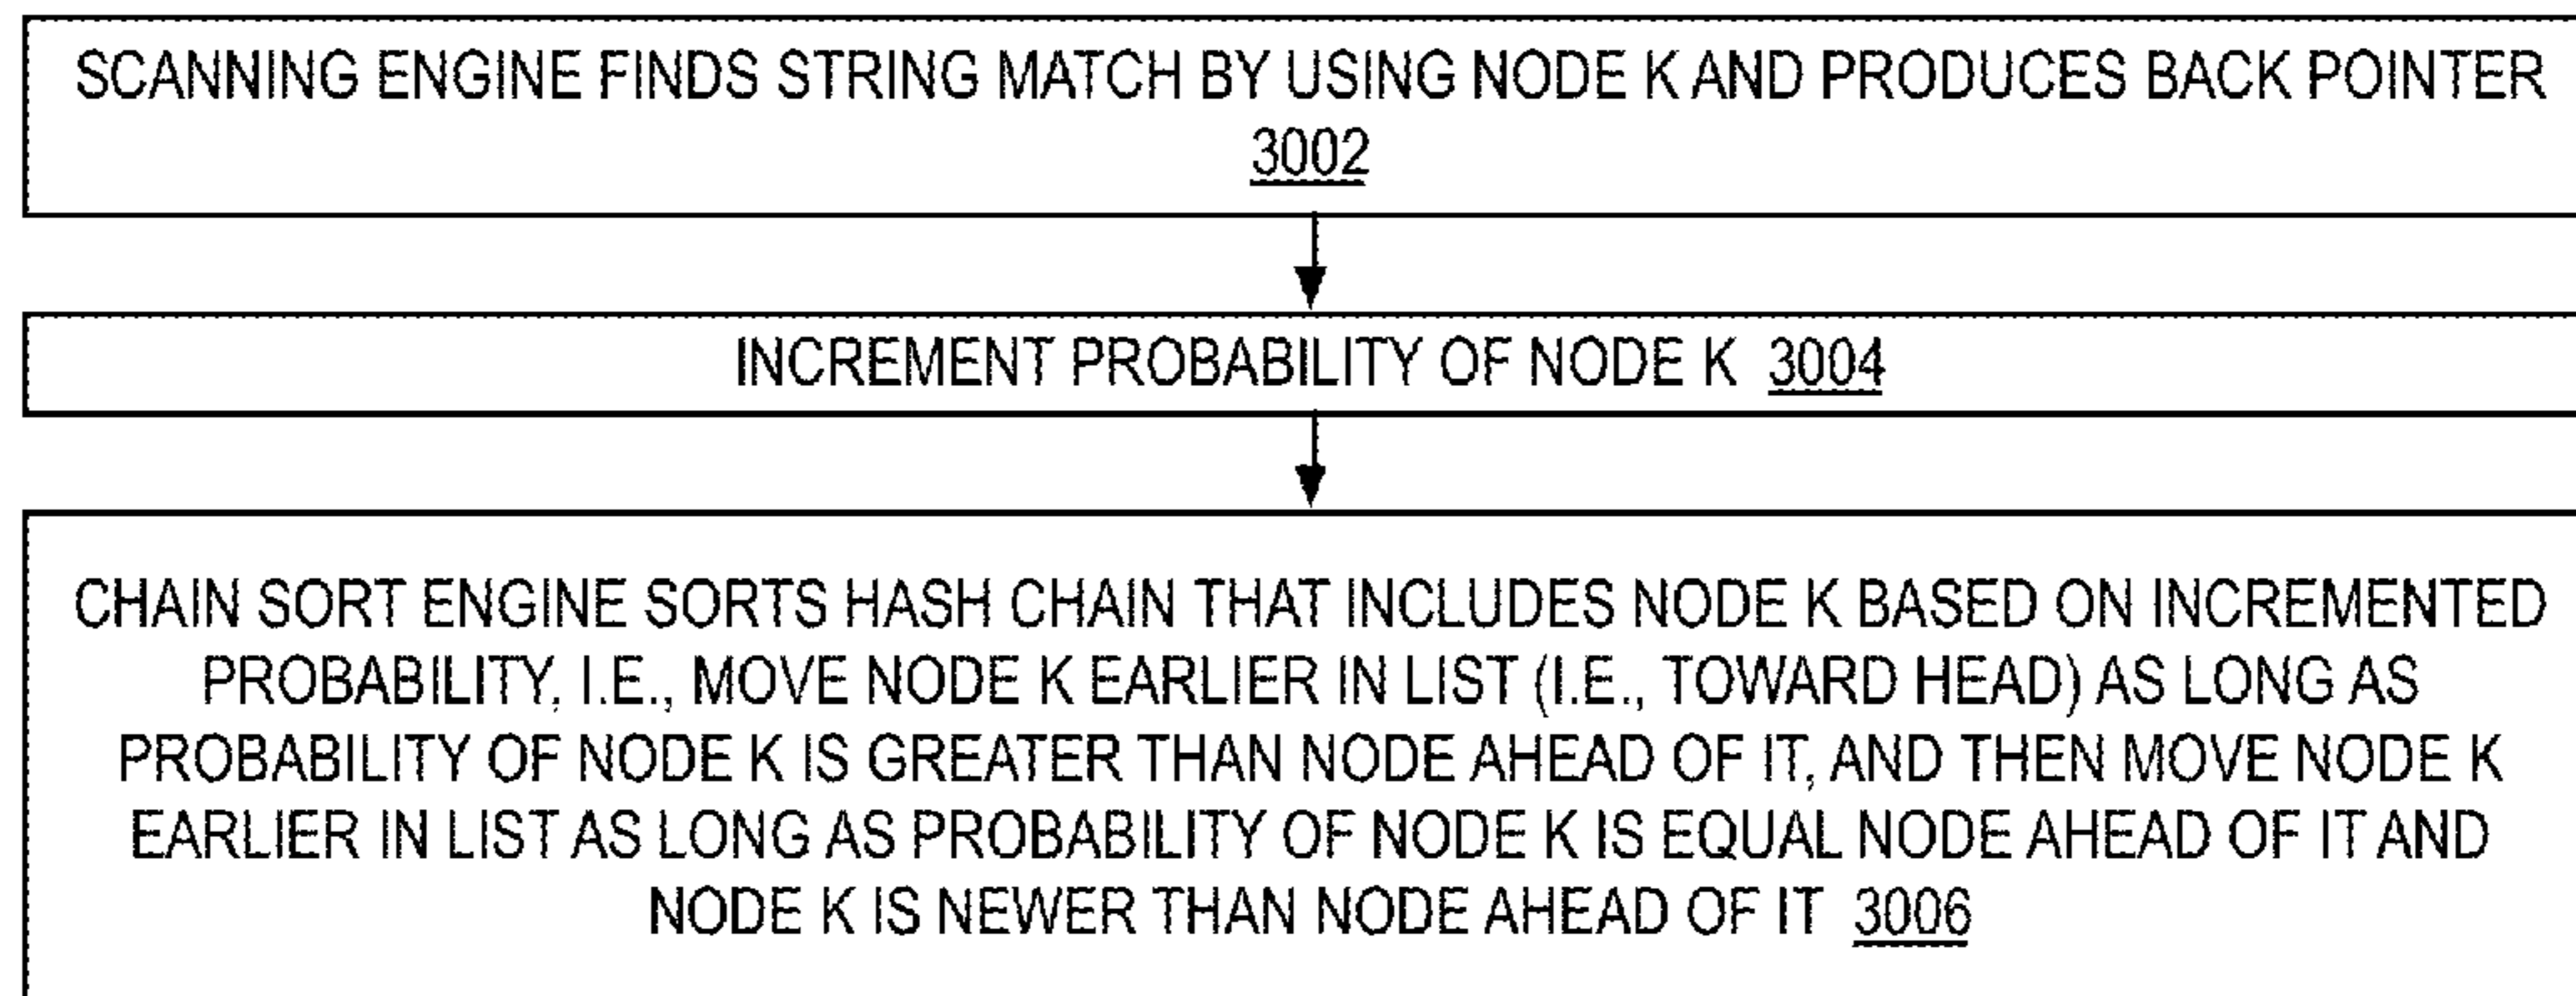 SCANNING ENGINE FINDS STRING MATCH BY USING NODE K AND PRODUCES BACK POINTER
3002
INCREMENT PROBABILITY OF NODE K 3004
CHAIN SORT ENGINE SORTS HASH CHAIN THAT INCLUDES NODE K BASED ON INCREMENTED
PROBABILITY, I.E., MOVE NODE K EARLIER IN LIST (I.E., TOWARD HEAD) AS LONG AS
PROBABILITY OF NODE K IS GREATER THAN NODE AHEAD OF IT, AND THEN MOVE NODE K
EARLIER IN LIST AS LONG AS PROBABILITY OF NODE K IS EQUAL NODE AHEAD OF IT AND
NODE K IS NEWER THAN NODE AHEAD OF IT 3006